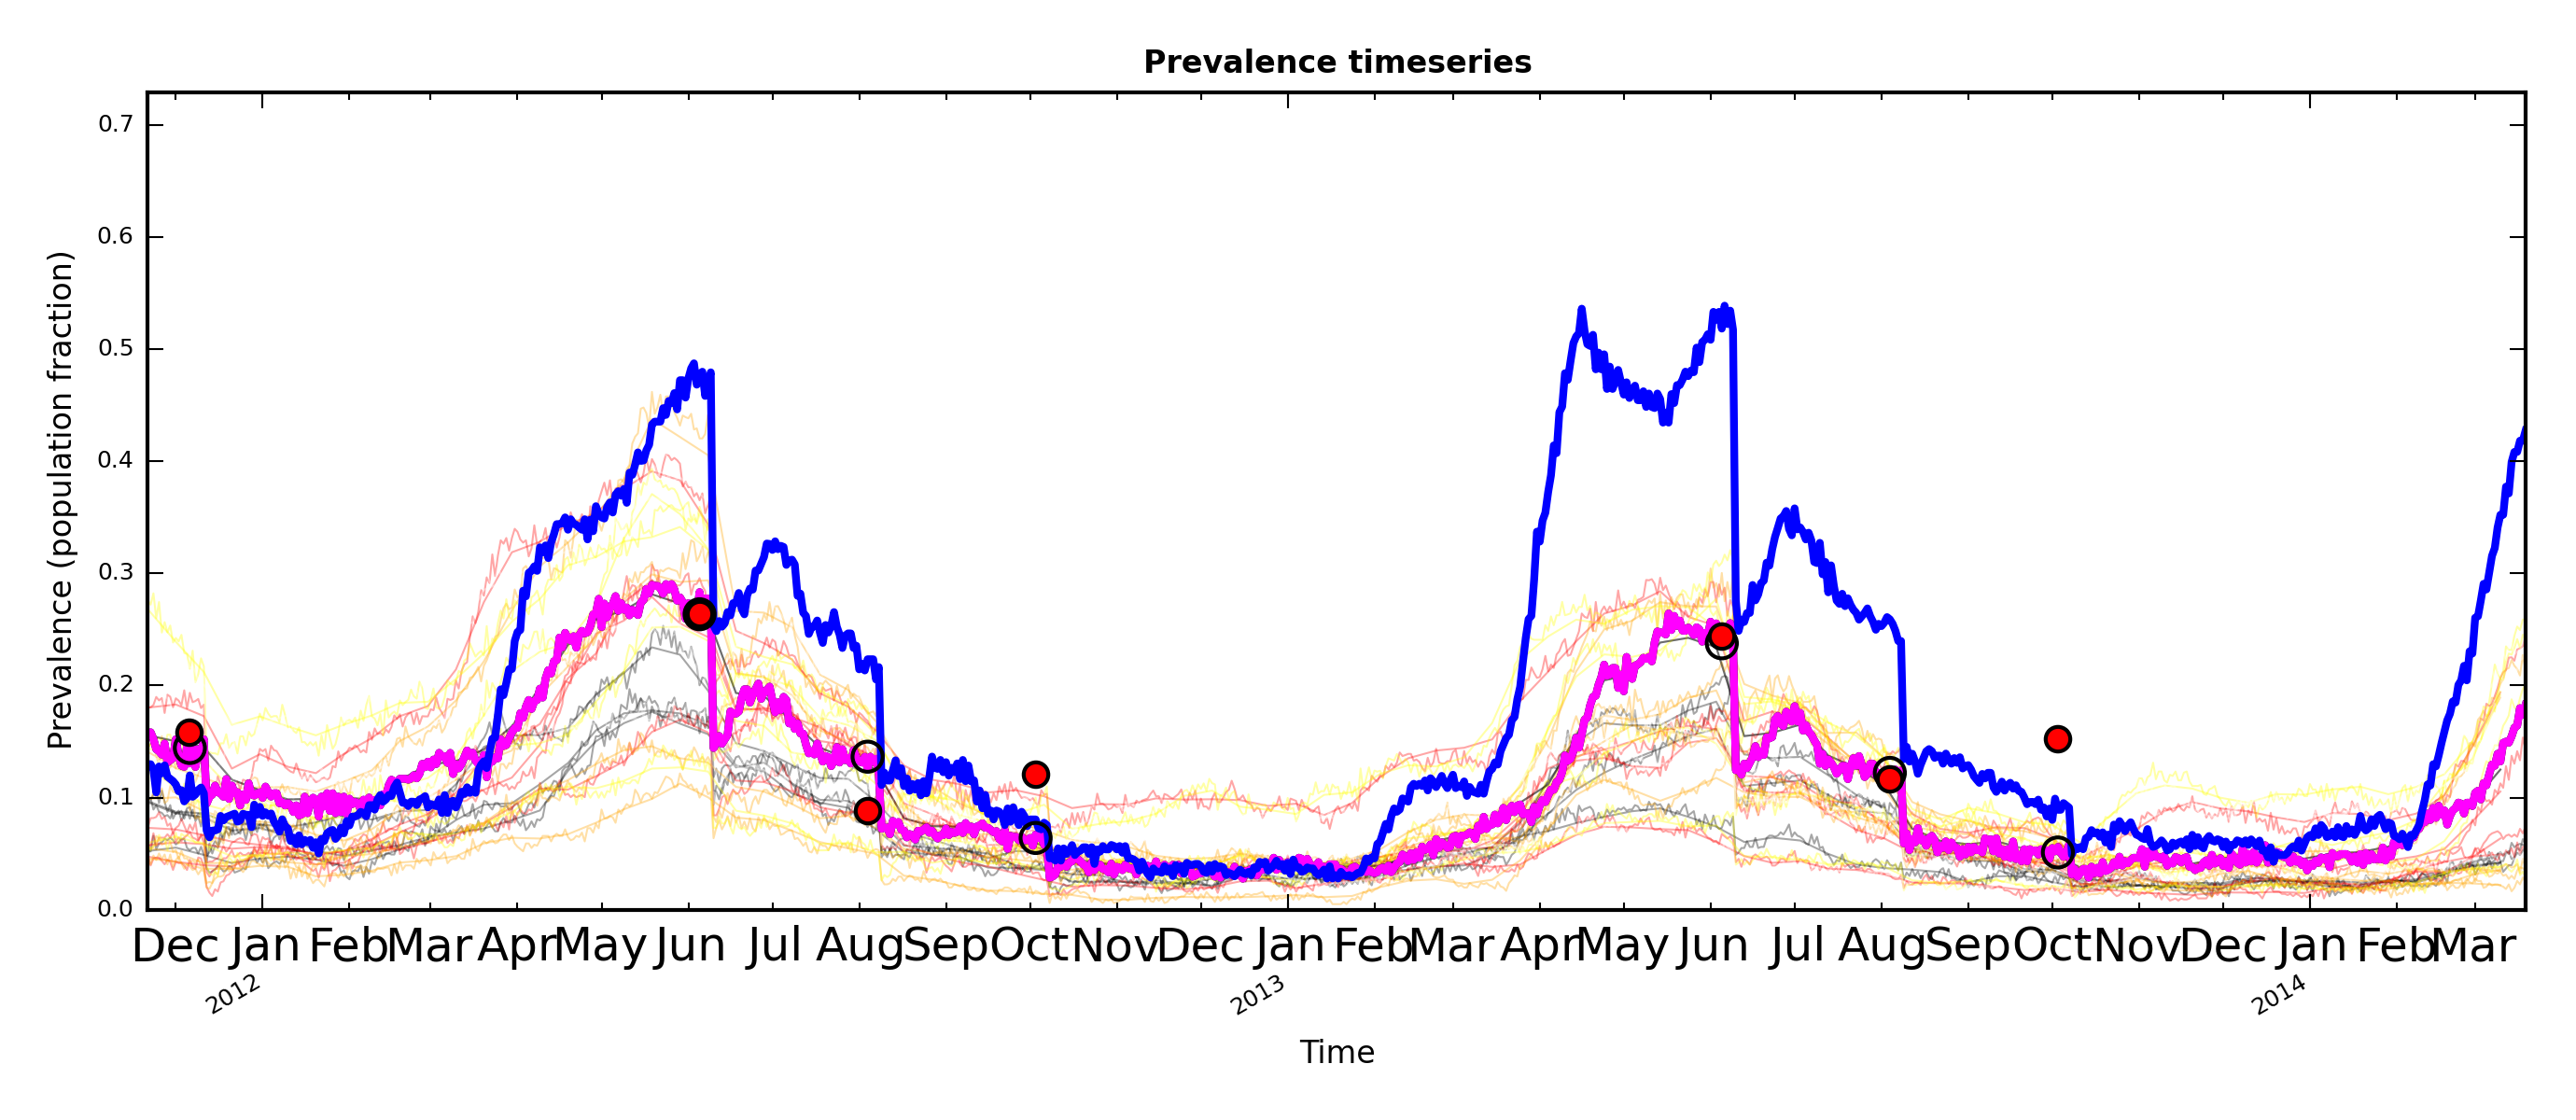 Prevalence timeseries
0.7
0.6
0.5
0.4
0.3
0.2
0.1
0.0
Prevalence (population fraction)
Dec Jan Feb Mar Apr May Jun Jul Aug Sep Oct Nov Dec Jan Feb Mar Apr May Jun Jul Aug Sep Oct Nov Dec Jan Feb Mar
2012 2013 2014
Time